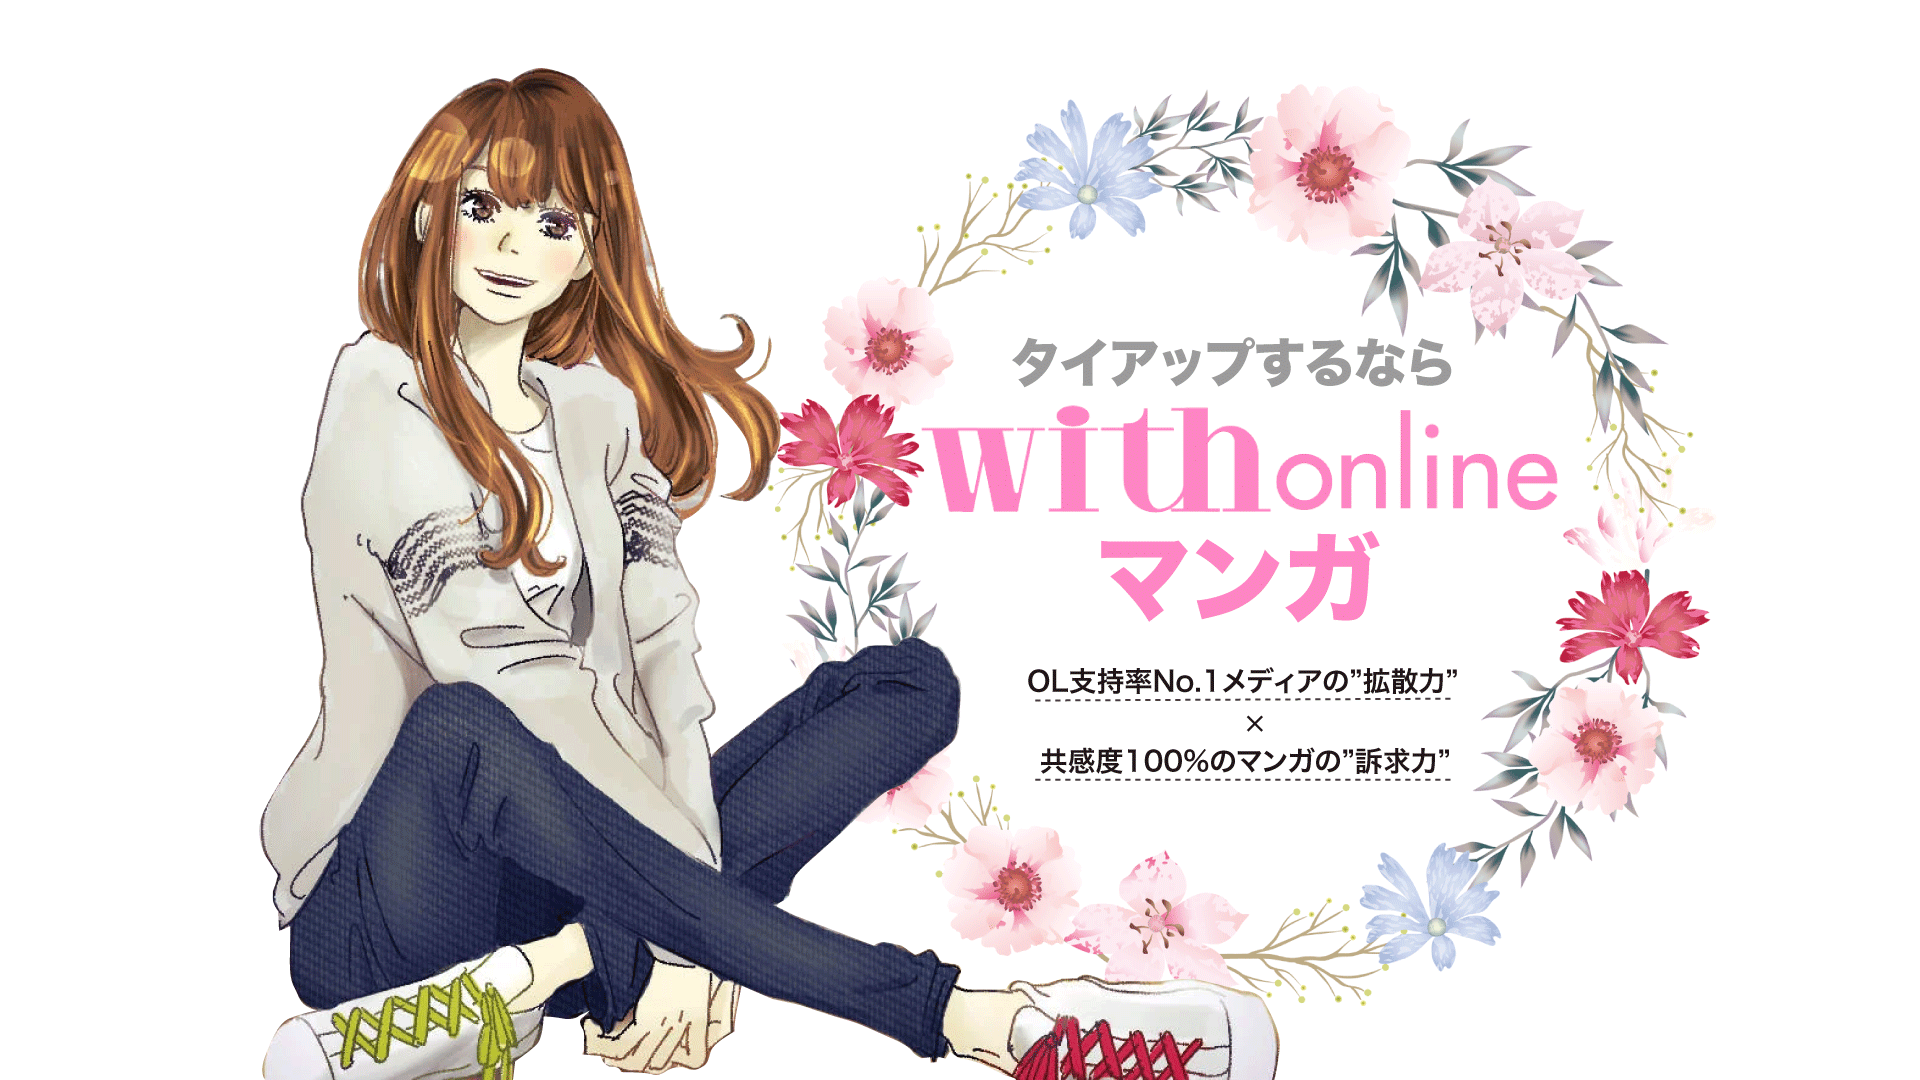 タイアップするなら
with online
マンガ
OL支持率No.1メディアの”拡散力”
×
共感度100%のマンガの”訴求力”